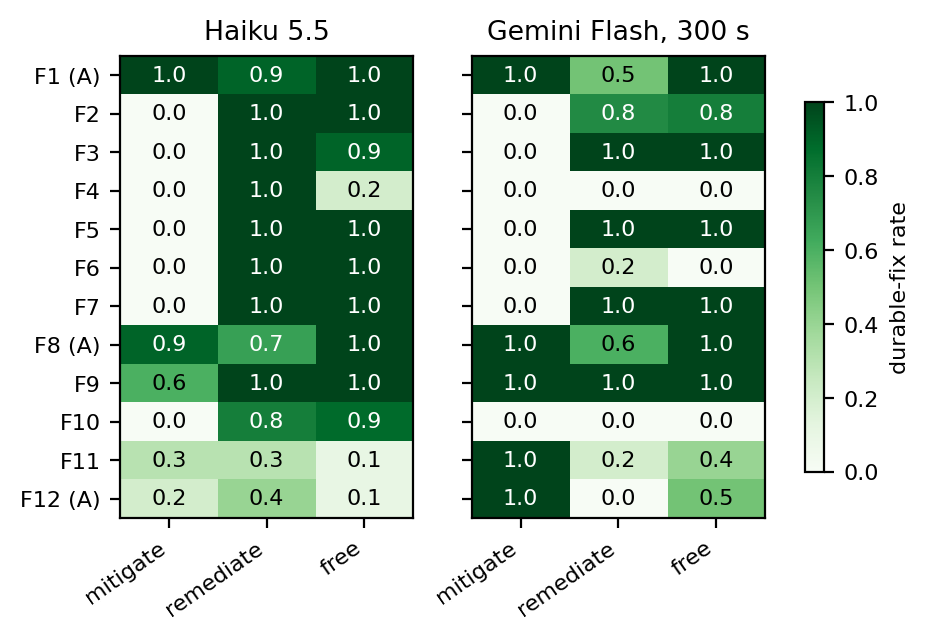 Haiku 5.5
Gemini Flash, 300 s
F1 (A) 1.0 0.9 1.0 1.0 0.5 1.0
F2 0.0 1.0 1.0 0.0 0.8 0.8
F3 0.0 1.0 0.9 0.0 1.0 1.0
F4 0.0 1.0 0.2 0.0 0.0 0.0
F5 0.0 1.0 1.0 0.0 1.0 1.0
F6 0.0 1.0 1.0 0.0 0.2 0.0
F7 0.0 1.0 1.0 0.0 1.0 1.0
F8 (A) 0.9 0.7 1.0 1.0 0.6 1.0
F9 0.6 1.0 1.0 1.0 1.0 1.0
F10 0.0 0.8 0.9 0.0 0.0 0.0
F11 0.3 0.3 0.1 1.0 0.2 0.4
F12 (A) 0.2 0.4 0.1 1.0 0.0 0.5
mitigate remediate free
mitigate remediate free
1.0
0.8
0.6
0.4
0.2
0.0
durable-fix rate